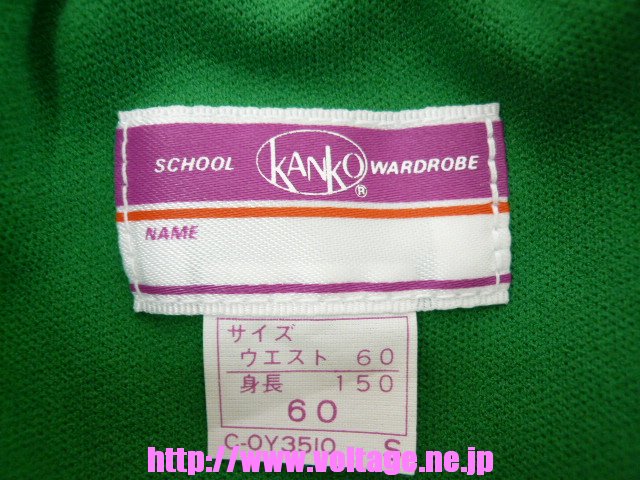 SCHOOL KANKO® WARDROBE
NAME
サイズ
ウエスト 60
身長 150
60
C-OY3510 S
http://www.voltage.ne.jp